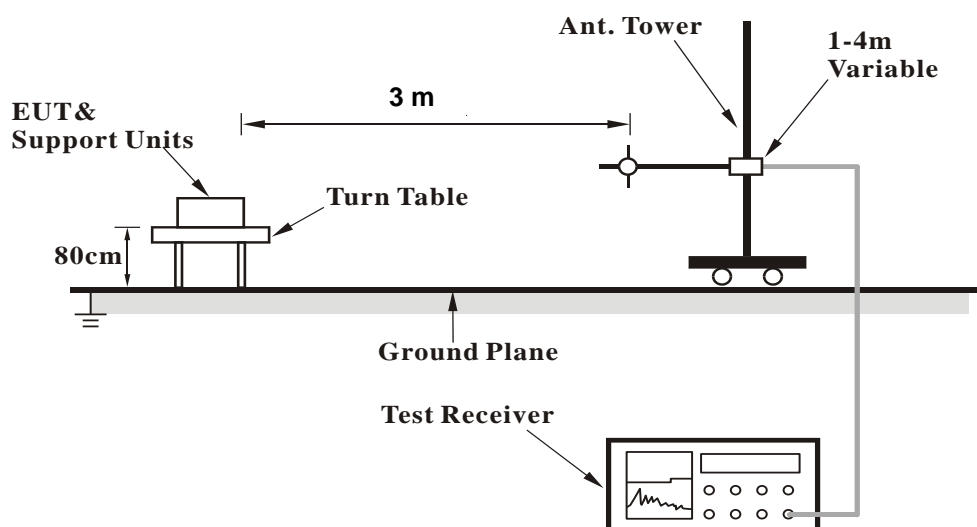 Ant. Tower
1-4m
Variable
3 m
EUT&
Support Units
Turn Table
80cm
Ground Plane
Test Receiver